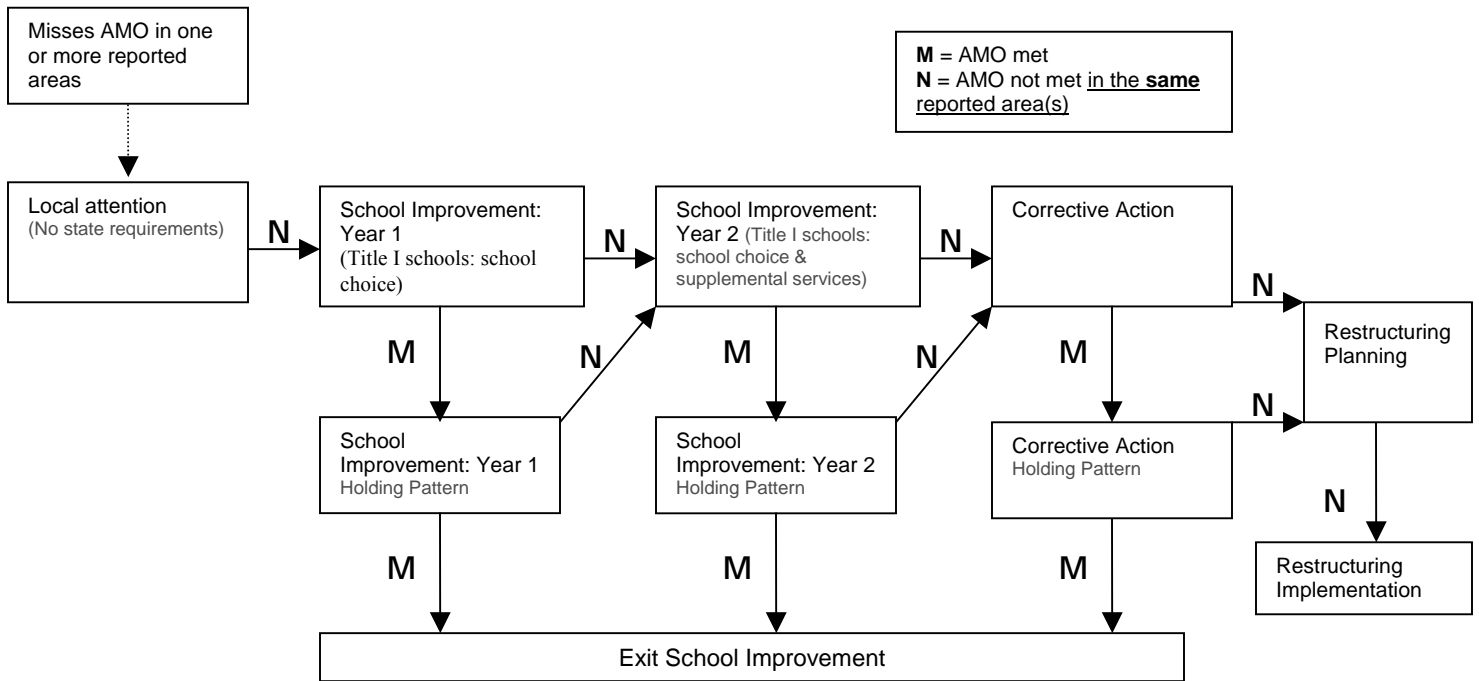 Misses AMO in one
or more reported
areas
M = AMO met
N = AMO not met in the same
reported area(s)
Local attention
(No state requirements)
N
School Improvement:
Year 1
(Title I schools: school
choice)
N
School Improvement:
Year 2 (Title I schools:
school choice &
supplemental services)
N
Corrective Action
N
Restructuring
Planning
M
N
M
N
M
N
School
Improvement: Year 1
Holding Pattern
School
Improvement: Year 2
Holding Pattern
Corrective Action
Holding Pattern
N
Restructuring
Implementation
M
M
M
Exit School Improvement